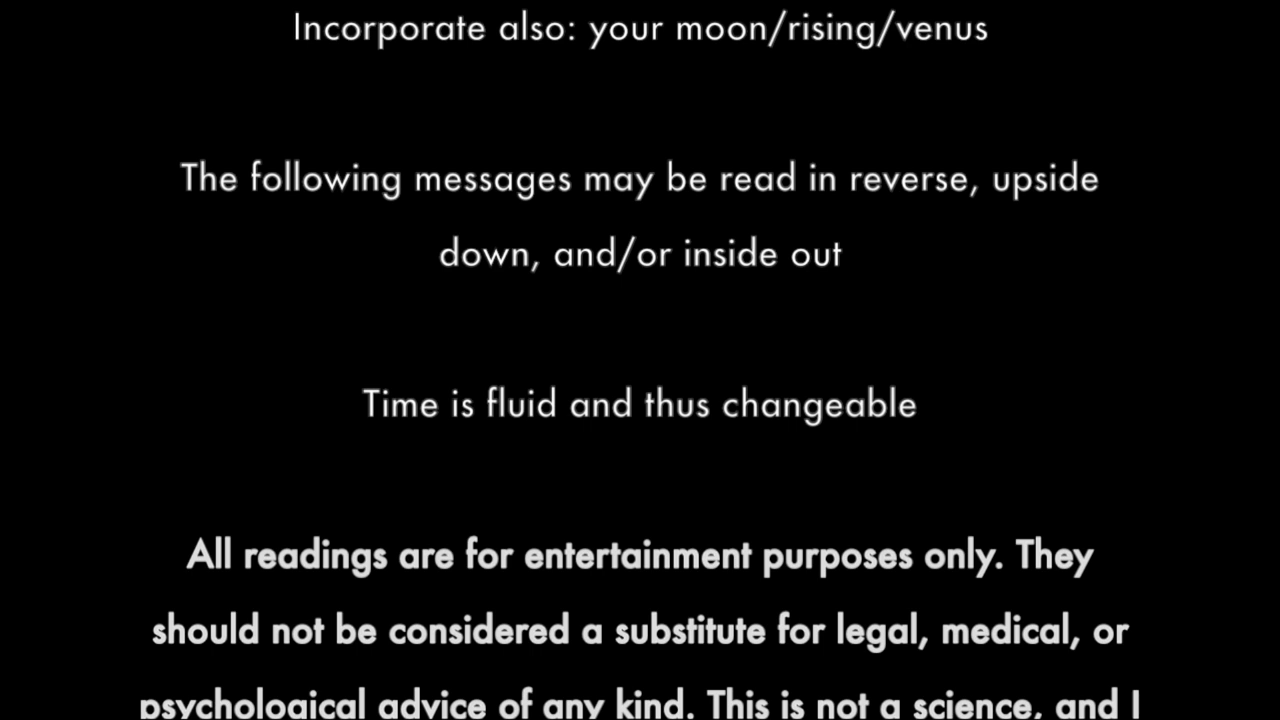 Incorporate also: your moon/rising/venus
The following messages may be read in reverse, upside
down, and/or inside out
Time is fluid and thus changeable
All readings are for entertainment purposes only. They
should not be considered a substitute for legal, medical, or
psychological advice of any kind. This is not a science, and I